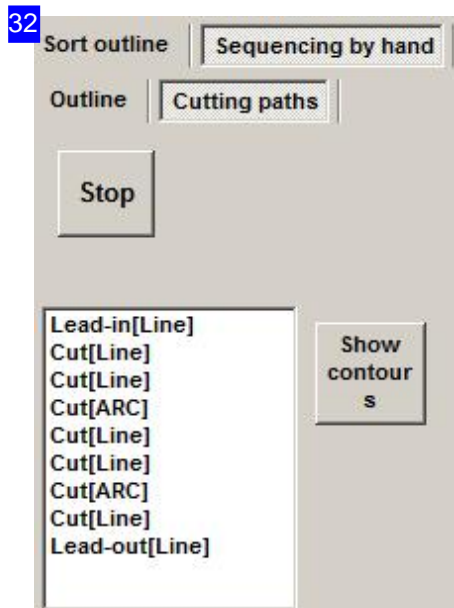 32
Sort outline Sequencing by hand
Outline Cutting paths
Stop
Lead-in[Line]
Cut[Line]
Cut[Line]
Cut[ARC]
Cut[Line]
Cut[Line]
Cut[ARC]
Cut[Line]
Lead-out[Line]
Show
contour
s